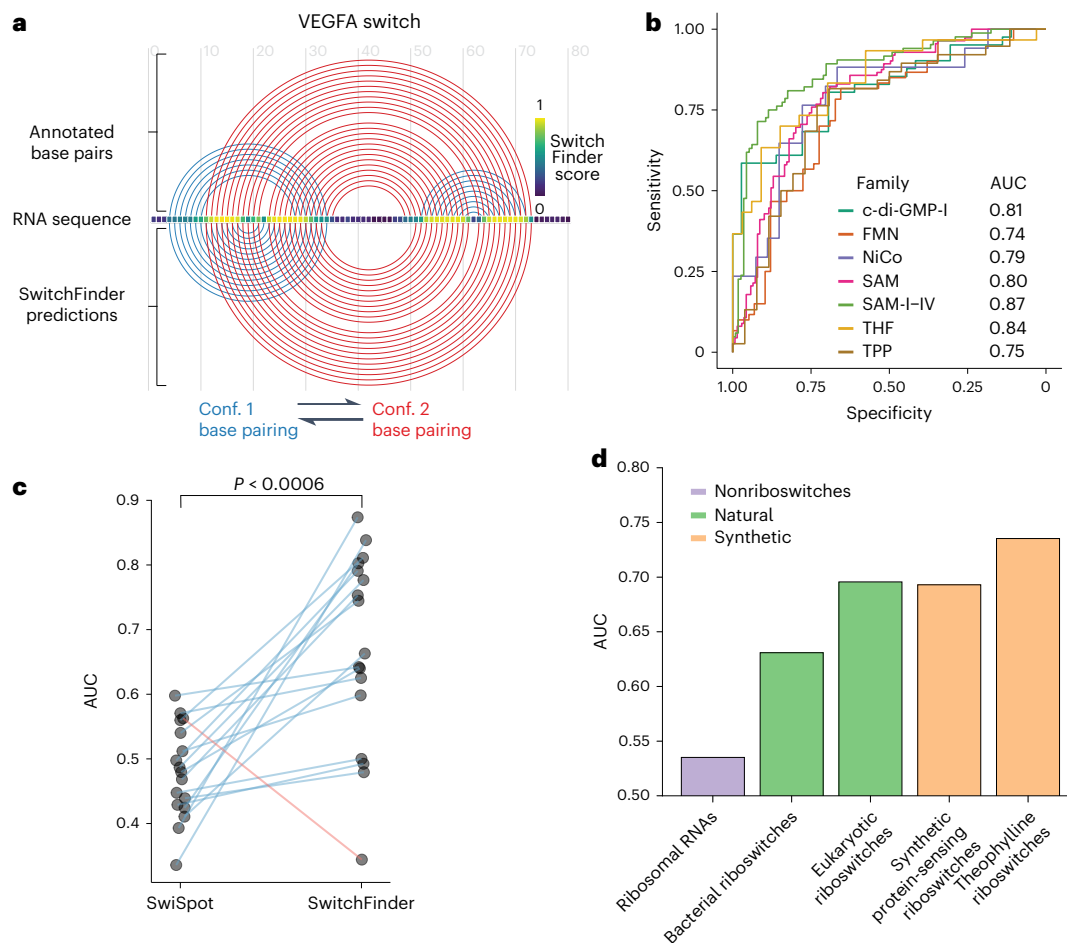 a
VEGFA switch
0 10 20 30 40 50 60 70 80
Annotated
base pairs
RNA sequence
SwitchFinder
predictions
1
Switch
Finder
score
0
Conf. 1
base pairing
Conf. 2
base pairing
b
1.00
0.75
0.50
0.25
0
Sensitivity
Family AUC
c-di-GMP-I 0.81
FMN 0.74
NiCo 0.79
SAM 0.80
SAM-I–IV 0.87
THF 0.84
TPP 0.75
1.00 0.75 0.50 0.25 0
Specificity
c
P < 0.0006
0.9
0.8
0.7
0.6
0.5
0.4
AUC
SwiSpot SwitchFinder
d
0.80
0.75
0.70
0.65
0.60
0.55
0.50
AUC
Nonriboswitches
Natural
Synthetic
Ribosomal RNAs
Bacterial riboswitches
Eukaryotic
riboswitches
Synthetic
protein-sensing
riboswitches
Theophylline
riboswitches